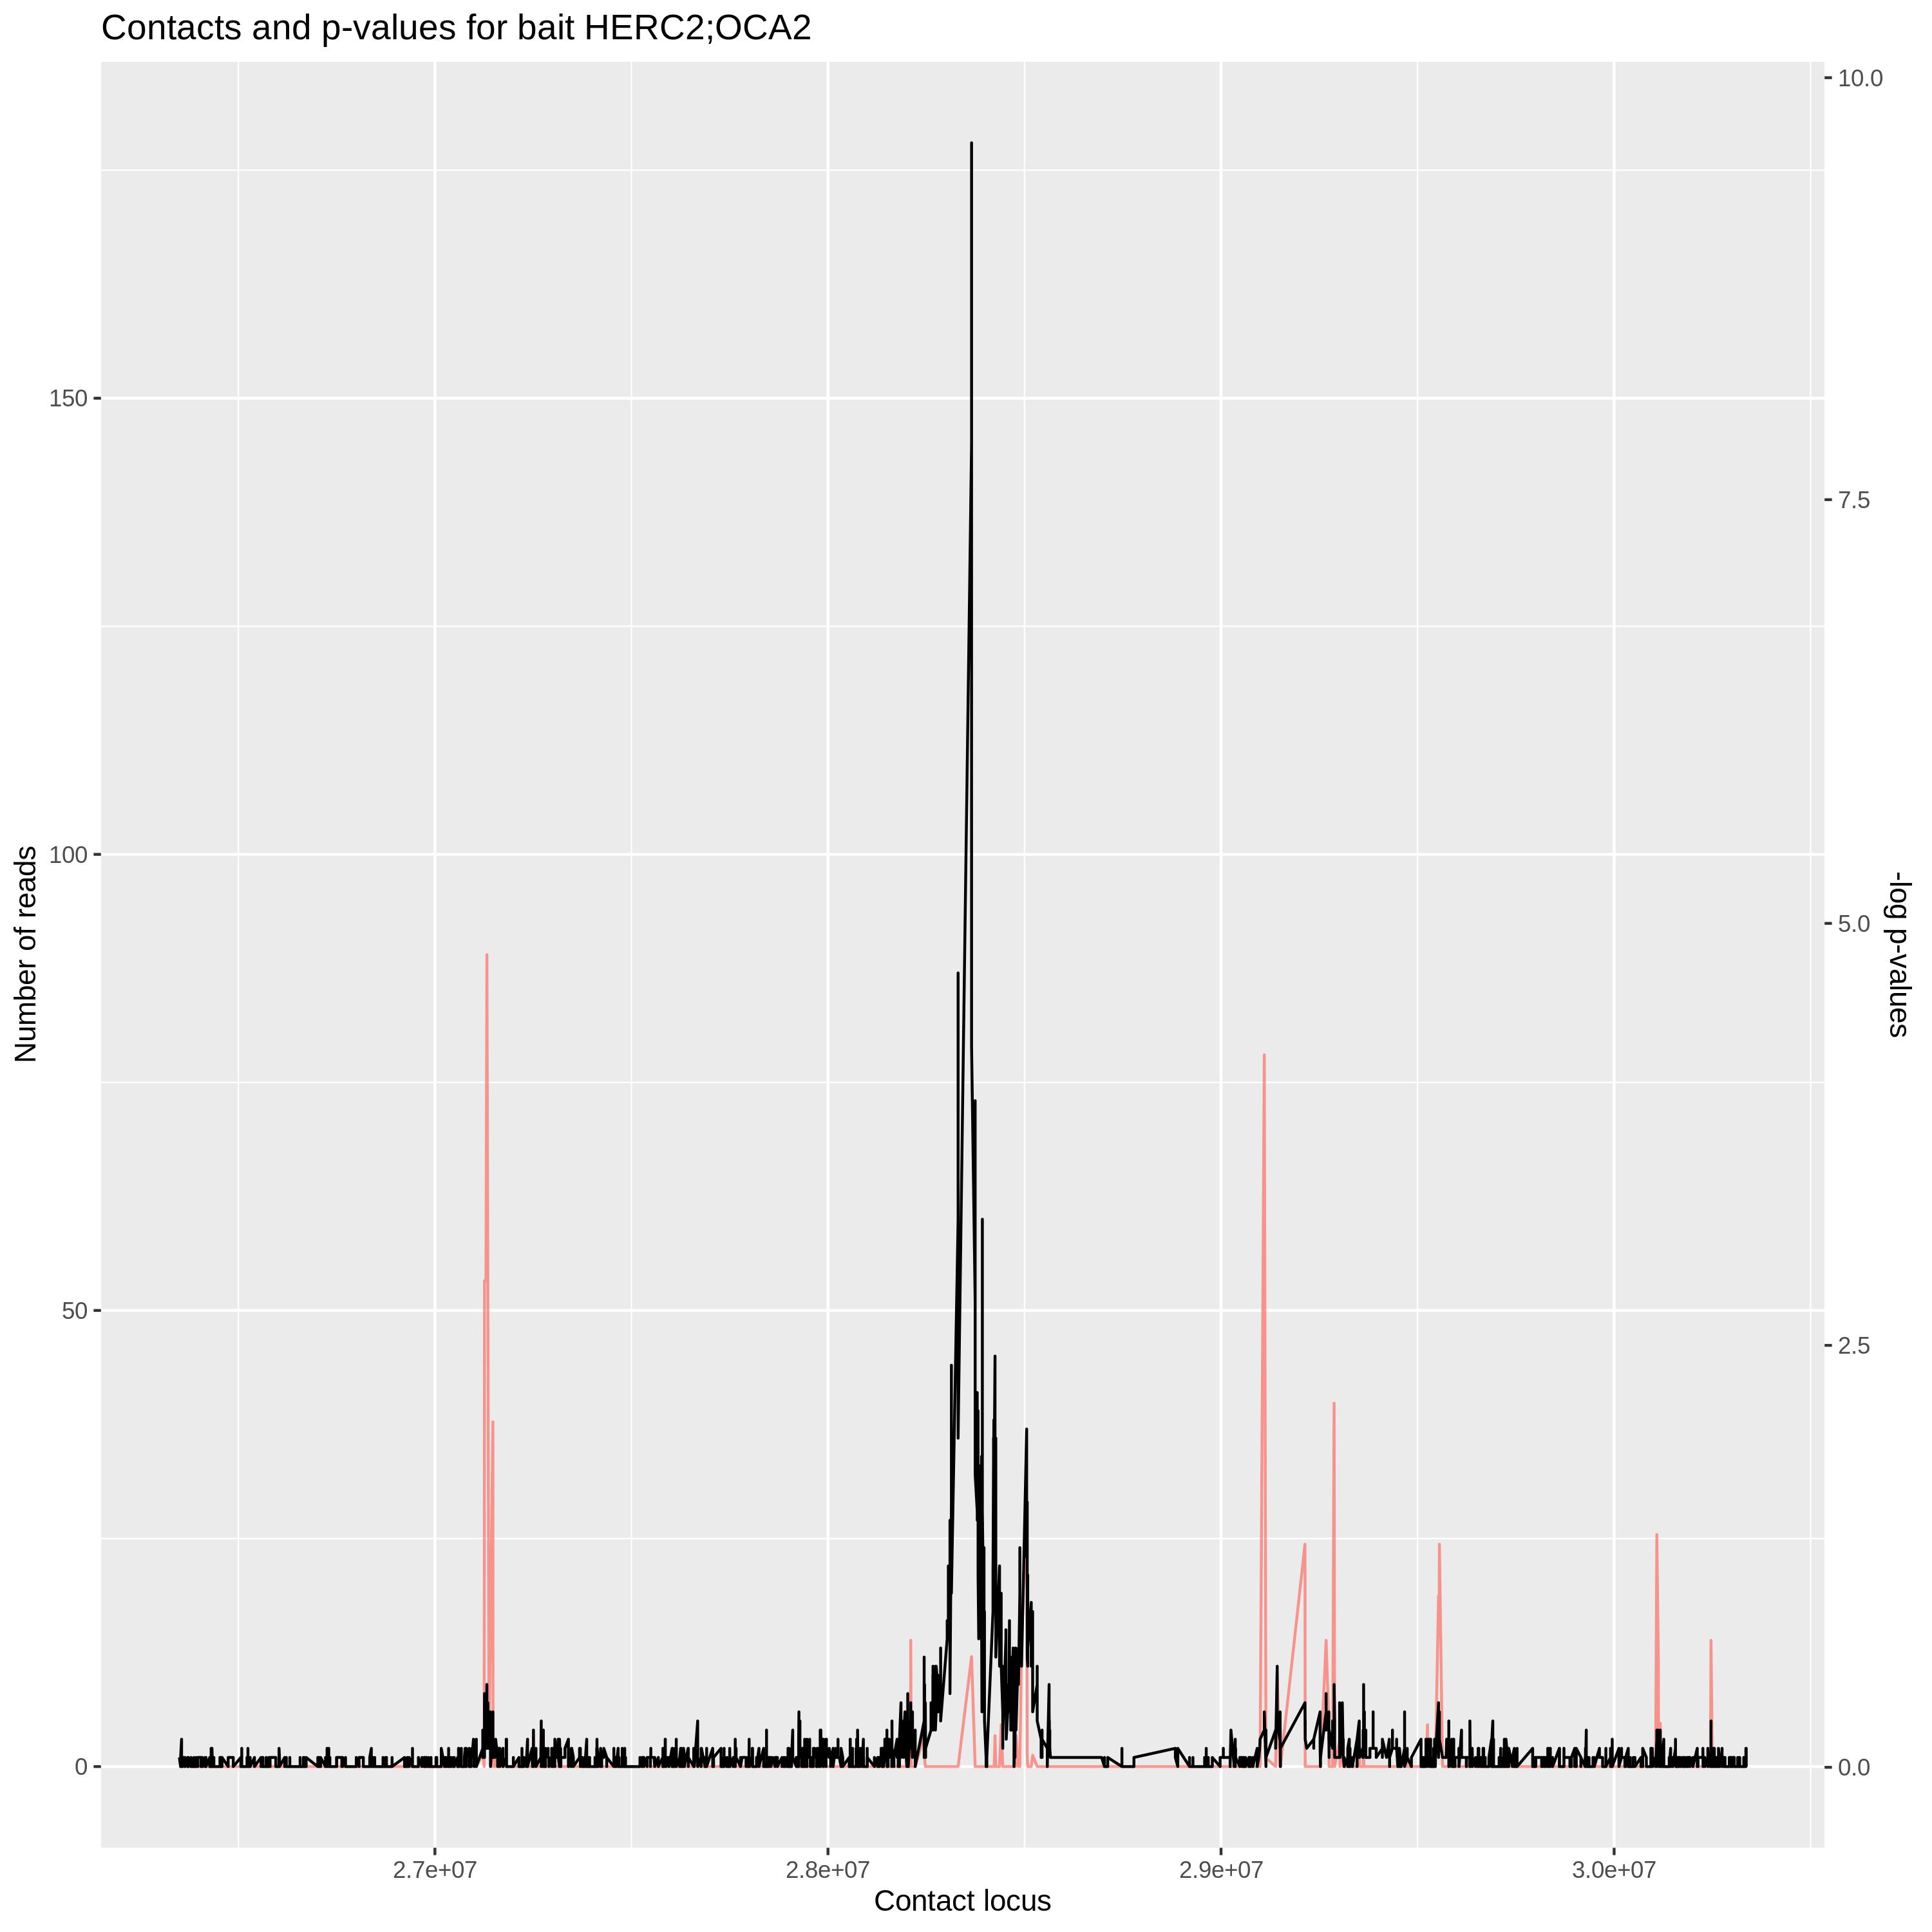 Contacts and p-values for bait HERC2;OCA2
10.0
150
7.5
Number of reads
100
5.0
-log p-values
50
2.5
0
0.0
2.7e+07
2.8e+07
2.9e+07
3.0e+07
Contact locus